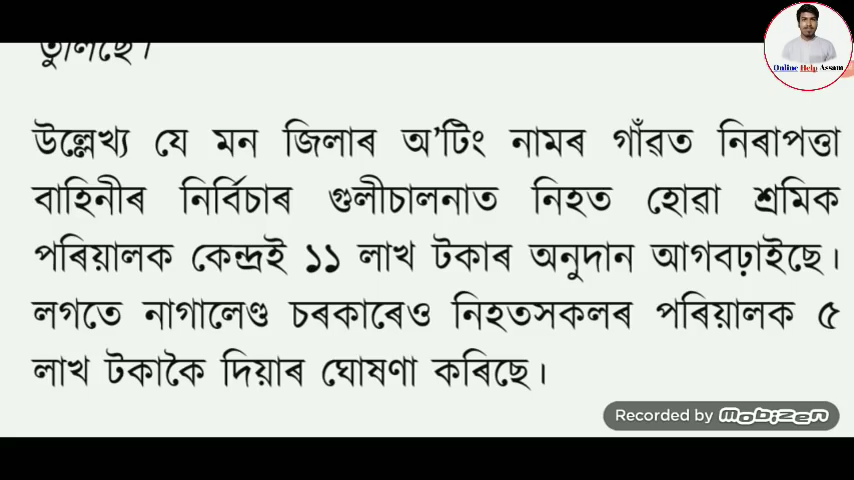 তুলিছে।
Online Help Assam
উল্লেখ্য যে মন জিলাৰ অ'টিং নামৰ গাঁৱত নিৰাপত্তা
বাহিনীৰ নিৰ্বিচাৰ গুলীচালনাত নিহত হোৱা শ্ৰমিক
পৰিয়ালক কেন্দ্ৰই ১১ লাখ টকাৰ অনুদান আগবঢ়াইছে।
লগতে নাগালেণ্ড চৰকাৰেও নিহতসকলৰ পৰিয়ালক ৫
লাখ টকাকৈ দিয়াৰ ঘোষণা কৰিছে।
Recorded by mobizen